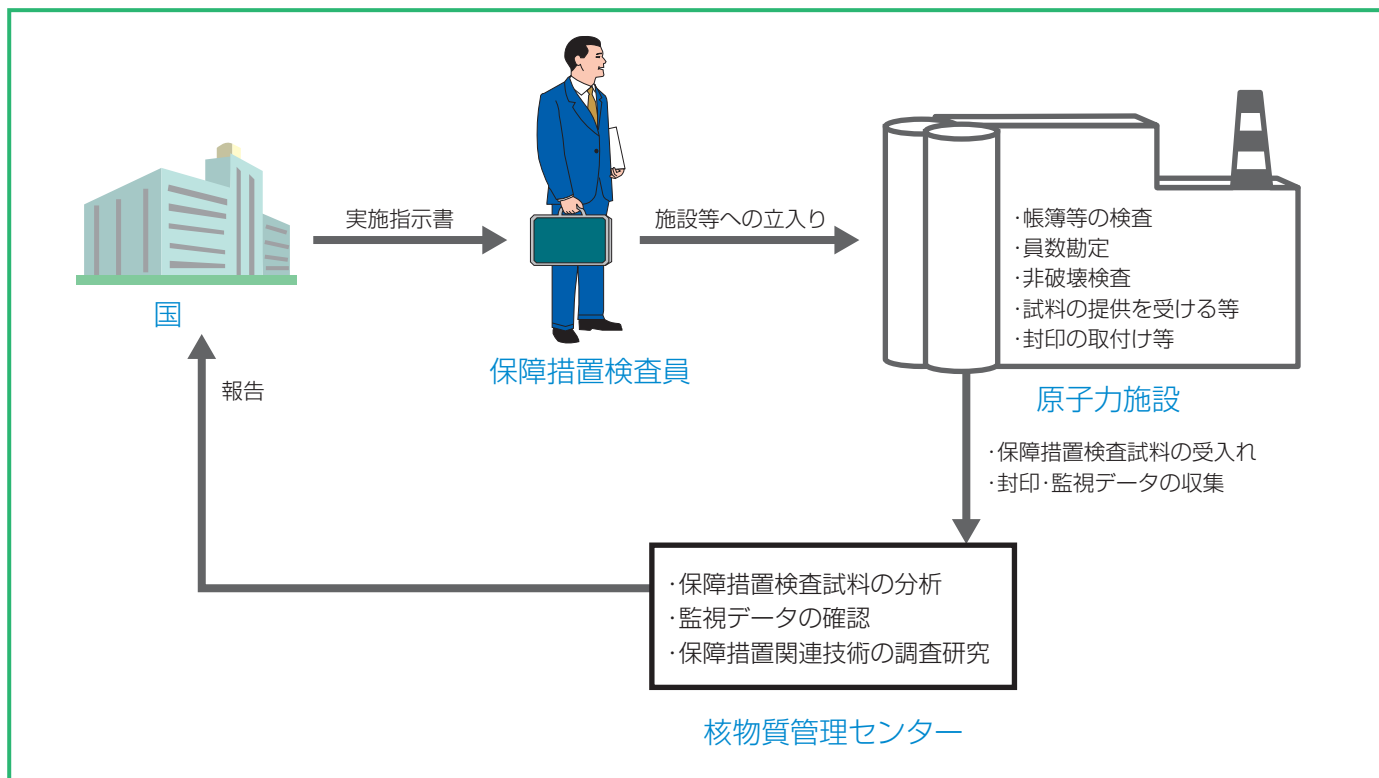 国
実施指示書
保障措置検査員
施設等への立入り
･帳簿等の検査
･員数勘定
･非破壊検査
･試料の提供を受ける等
･封印の取付け等
原子力施設
･保障措置検査試料の受入れ
･封印･監視データの収集
･保障措置検査試料の分析
･監視データの確認
･保障措置関連技術の調査研究
核物質管理センター
報告